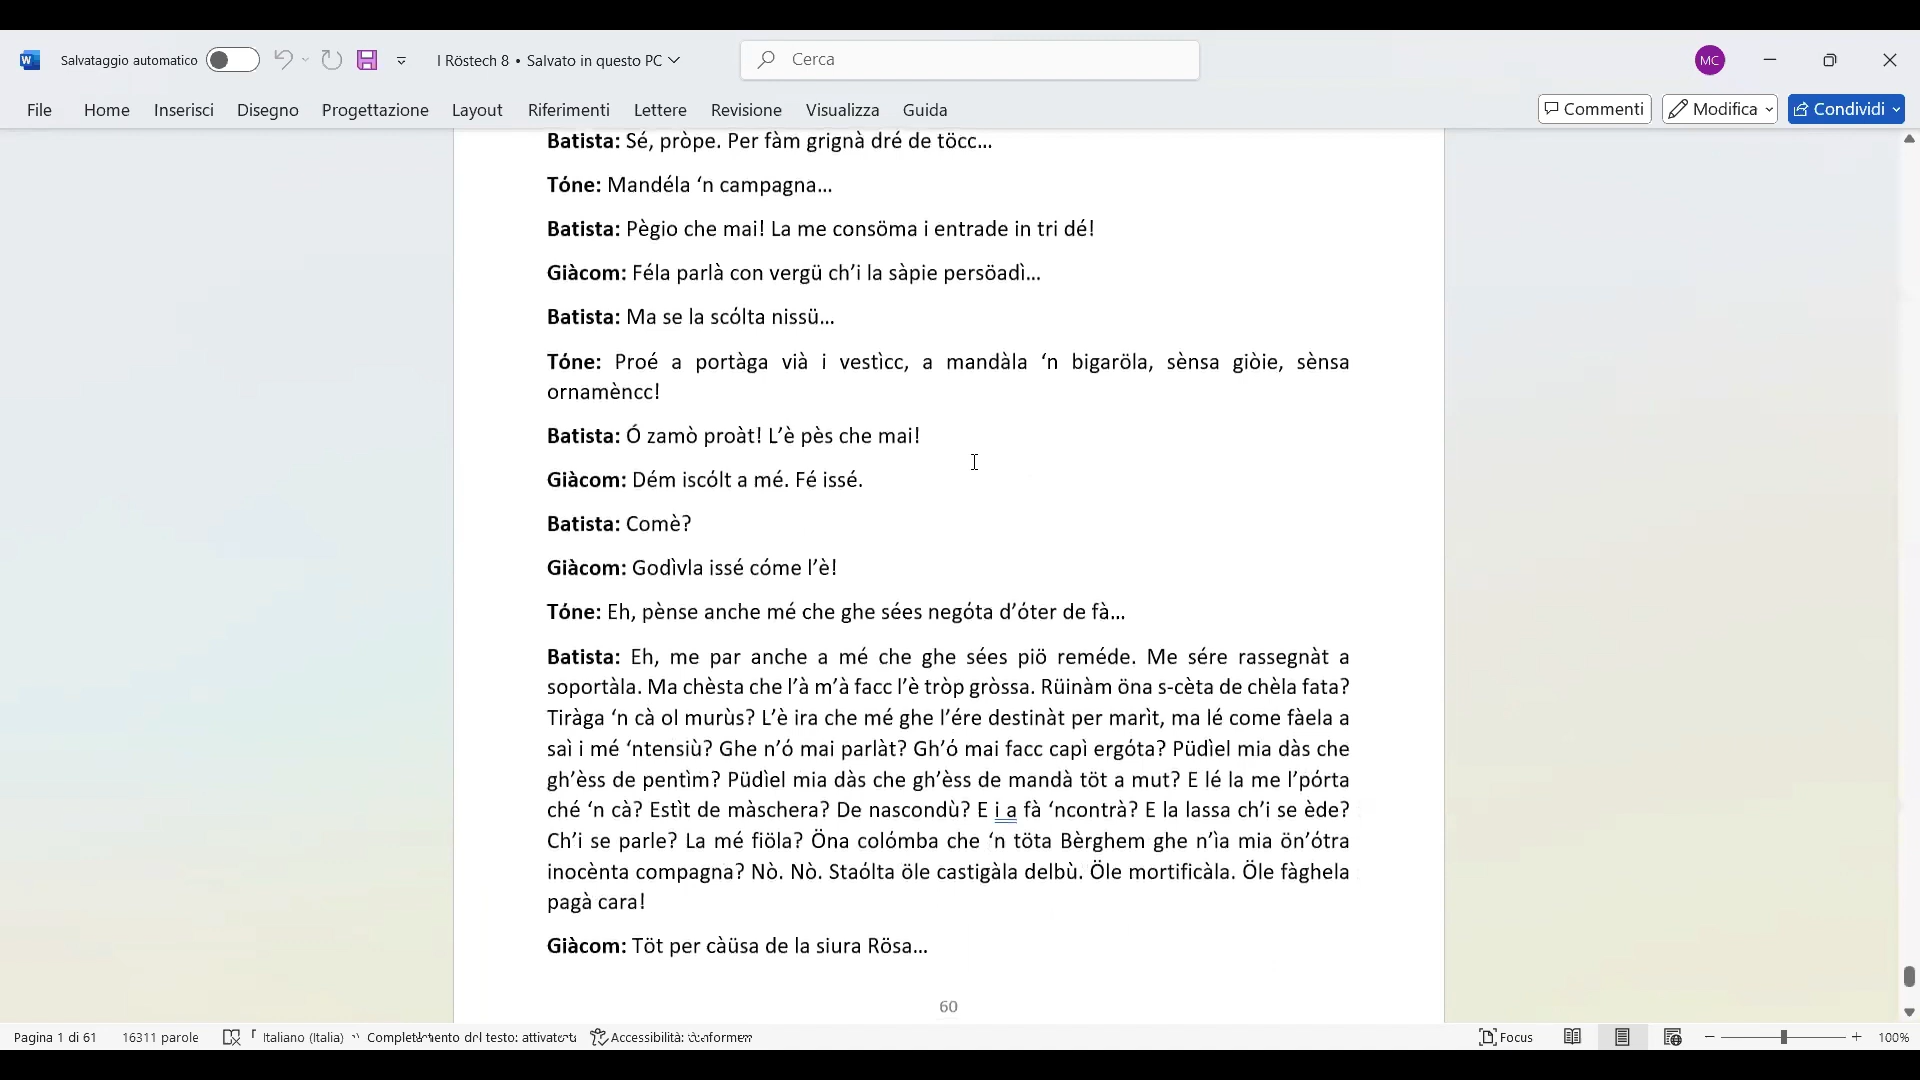 Salvataggio automatico
I Röstech 8 • Salvato in questo PC
Cerca
MC
File Home Inserisci Disegno Progettazione Layout Riferimenti Lettere Revisione Visualizza Guida
Commenti Modifica Condividi
Batista: Sé, pròpe. Per fàm grignà dré de töcc...
Tóne: Mandéla ‘n campagna...
Batista: Pègio che mai! La me consöma i entrade in tri dé!
Giàcom: Féla parlà con vergü ch’i la sàpie persöadì...
Batista: Ma se la scólta nissü...
Tóne: Proé a portàga vià i vestìcc, a mandàla ‘n bigaröla, sènsa giòie, sènsa
ornamèncc!
Batista: Ó zamò proàt! L’è pès che mai!
Giàcom: Dém iscólt a mé. Fé issé.
Batista: Comè?
Giàcom: Godìvla issé cóme l’è!
Tóne: Eh, pènse anche mé che ghe sées negóta d’óter de fà...
Batista: Eh, me par anche a mé che ghe sées piö reméde. Me sére rassegnàt a
soportàla. Ma chèsta che l’à m’à facc l’è tròp gròssa. Rüinàm öna s-cèta de chèla fata?
Tiràga ‘n cà ol murùs? L’è ira che mé ghe l’ére destinàt per marìt, ma lé come fàela a
saì i mé ‘ntensiù? Ghe n’ó mai parlàt? Gh’ó mai facc capì ergóta? Püdìel mia dàs che
gh’èss de pentìm? Püdìel mia dàs che gh’èss de mandà töt a mut? E lé la me l’pórta
ché ‘n cà? Estìt de màschera? De nascondù? E i a fà ‘ncontrà? E la lassa ch’i se ède?
Ch’i se parle? La mé fiöla? Öna colómba che ‘n töta Bèrghem ghe n’ìa mia ön’ótra
inocènta compagna? Nò. Nò. Staólta öle castigàla delbù. Öle mortificàla. Öle fàghela
pagà cara!
Giàcom: Töt per càüsa de la siura Rösa...
60
Pagina 1 di 61 16311 parole Italiano (Italia) Completamento del testo: attivato Accessibilità: Focus 100%